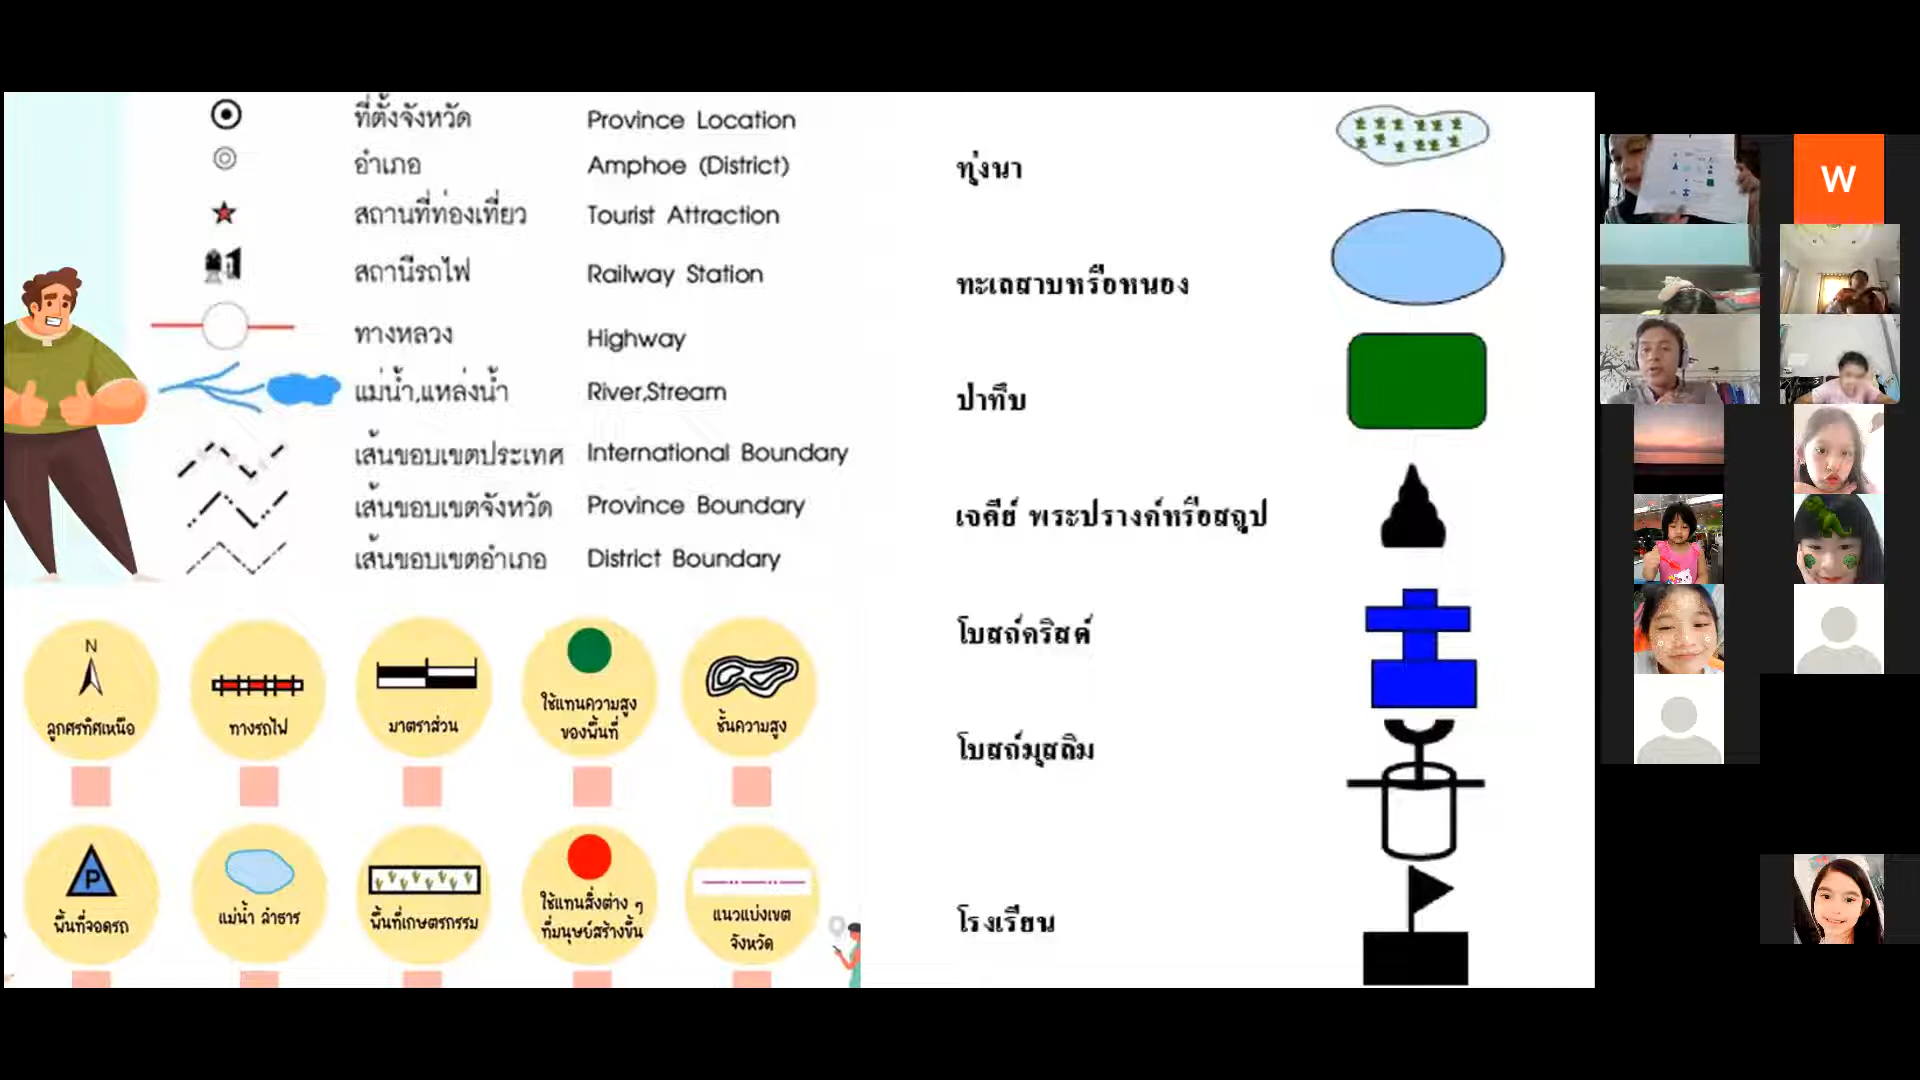 ที่ตั้งจังหวัด Province Location
อำเภอ Amphoe (District)
สถานที่ท่องเที่ยว Tourist Attraction
สถานีรถไฟ Railway Station
ทางหลวง Highway
แม่น้ำ,แหล่งน้ำ River,Stream
เส้นขอบเขตประเทศ International Boundary
เส้นขอบเขตจังหวัด Province Boundary
เส้นขอบเขตอำเภอ District Boundary
N
ลูกศรทิศเหนือ
ทางรถไฟ
มาตราส่วน
ใช้แทนความสูง
ของพื้นที่
ชั้นความสูง
P
พื้นที่จอดรถ
แม่น้ำ ลำธาร
พื้นที่เกษตรกรรม
ใช้แทนสิ่งต่าง ๆ
ที่มนุษย์สร้างขึ้น
แนวแบ่งเขต
จังหวัด
ทุ่งนา
ทะเลสาบหรือหนอง
ป่าทึบ
เจดีย์ พระปรางค์หรือสถูป
โบสถ์คริสต์
โบสถ์มุสลิม
โรงเรียน
W